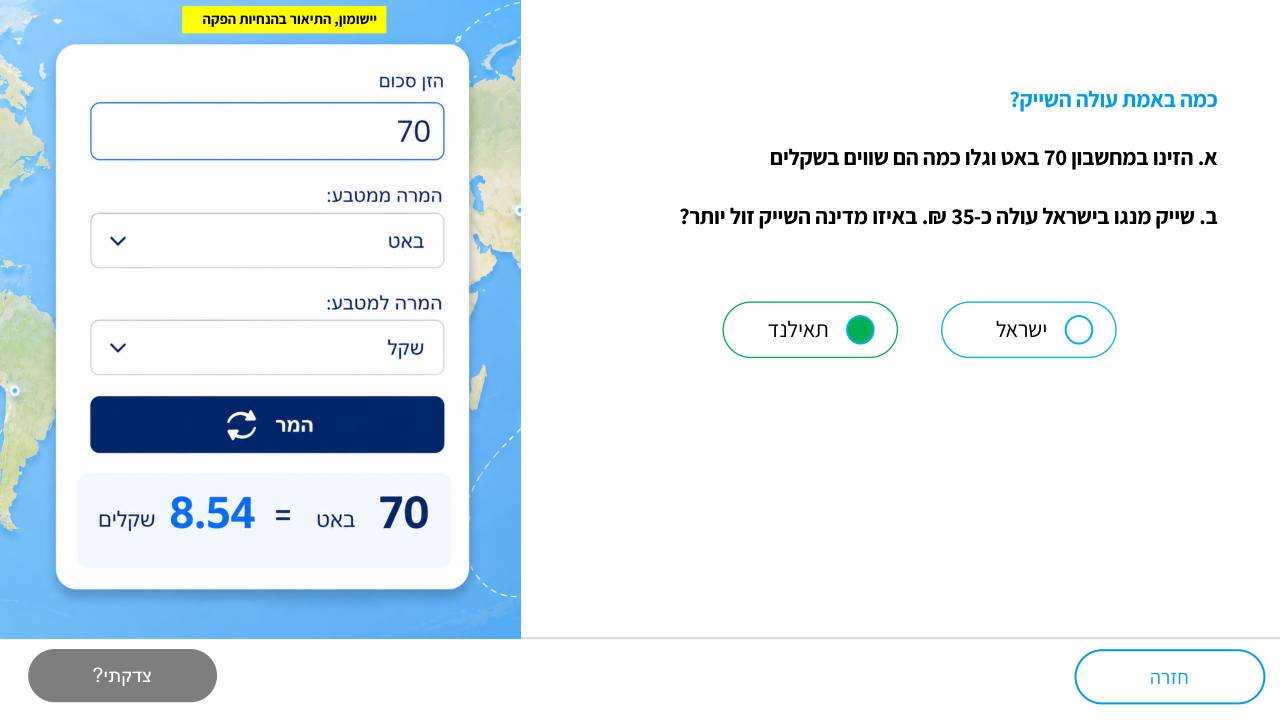 יישומון, התיאור בהנחיות הפקה
הזן סכום
70
המרה ממטבע:
באט
המרה למטבע:
שקל
המר
70 באט = 8.54 שקלים
כמה באמת עולה השייק?
א. הזינו במחשבון 70 באט וגלו כמה הם שווים בשקלים
ב. שייק מנגו בישראל עולה כ-35 ₪. באיזו מדינה השייק זול יותר?
ישראל
תאילנד
צדקתי?
חזרה